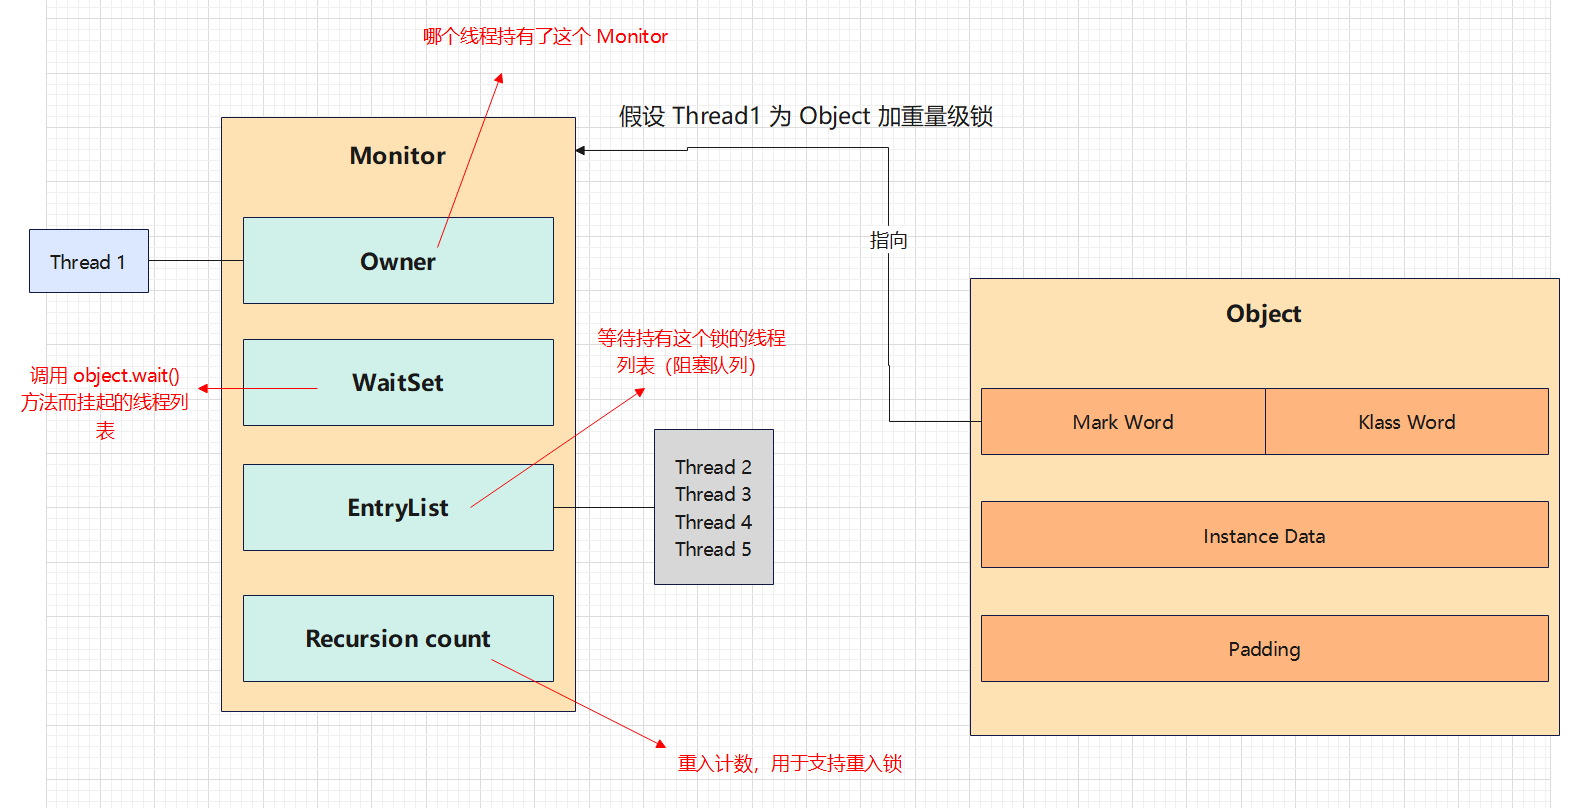 哪个线程持有了这个 Monitor
假设 Thread1 为 Object 加重量级锁
Monitor
指向
Thread 1
Owner
Object
等待持有这个锁的线程
列表（阻塞队列）
调用 object.wait()
方法而挂起的线程列
表
WaitSet
Mark Word
Klass Word
EntryList
Thread 2
Thread 3
Thread 4
Thread 5
Instance Data
Recursion count
Padding
重入计数，用于支持重入锁